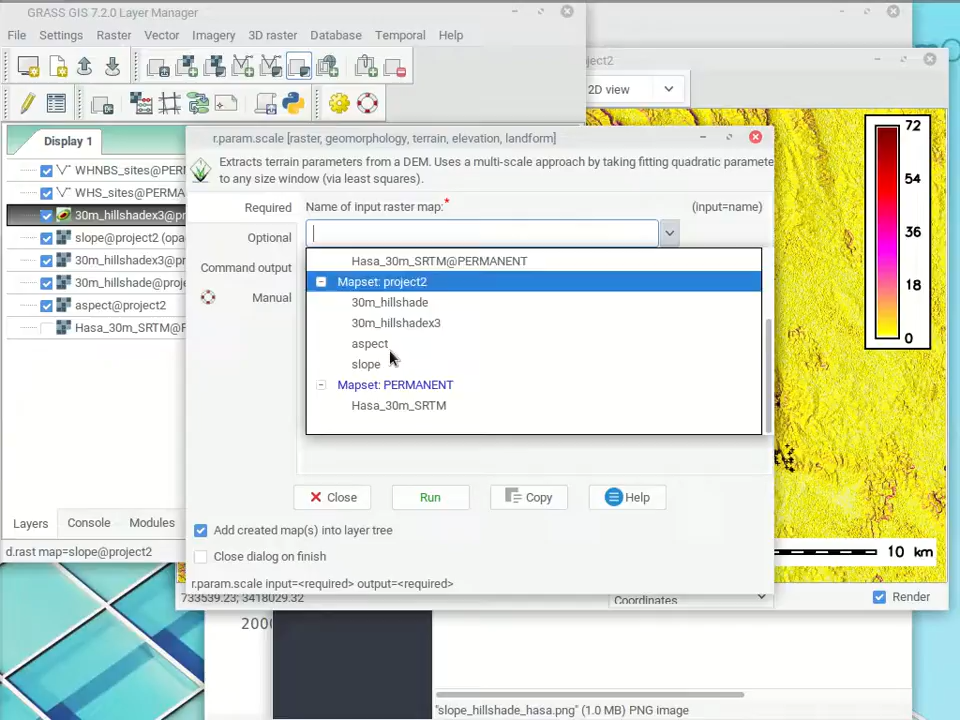 GRASS GIS 7.2.0 Layer Manager
File Settings Raster Vector Imagery 3D raster Database Temporal Help
ject2
2D view
Display 1
WHNBS_sites@PERI
WHS_sites@PERMA
30m_hillshadex3@pr
slope@project2 (opa
30m_hillshadex3@pr
30m_hillshade@proje
aspect@project2
Hasa_30m_SRTM@P
Layers Console Modules
d.rast map=slope@project2
r.param.scale [raster, geomorphology, terrain, elevation, landform]
Extracts terrain parameters from a DEM. Uses a multi-scale approach by taking fitting quadratic paramete
to any size window (via least squares).
Required
Optional
Command output
Manual
Name of input raster map:* (input=name)
Hasa_30m_SRTM@PERMANENT
Mapset: project2
30m_hillshade
30m_hillshadex3
aspect
slope
Mapset: PERMANENT
Hasa_30m_SRTM
Close Run Copy Help
Add created map(s) into layer tree
Close dialog on finish
r.param.scale input=<required> output=<required>
733539.23; 3418029.32
Coordinates
Render
72
54
36
18
0
10 km
2000
"slope_hillshade_hasa.png" (1.0 MB) PNG image